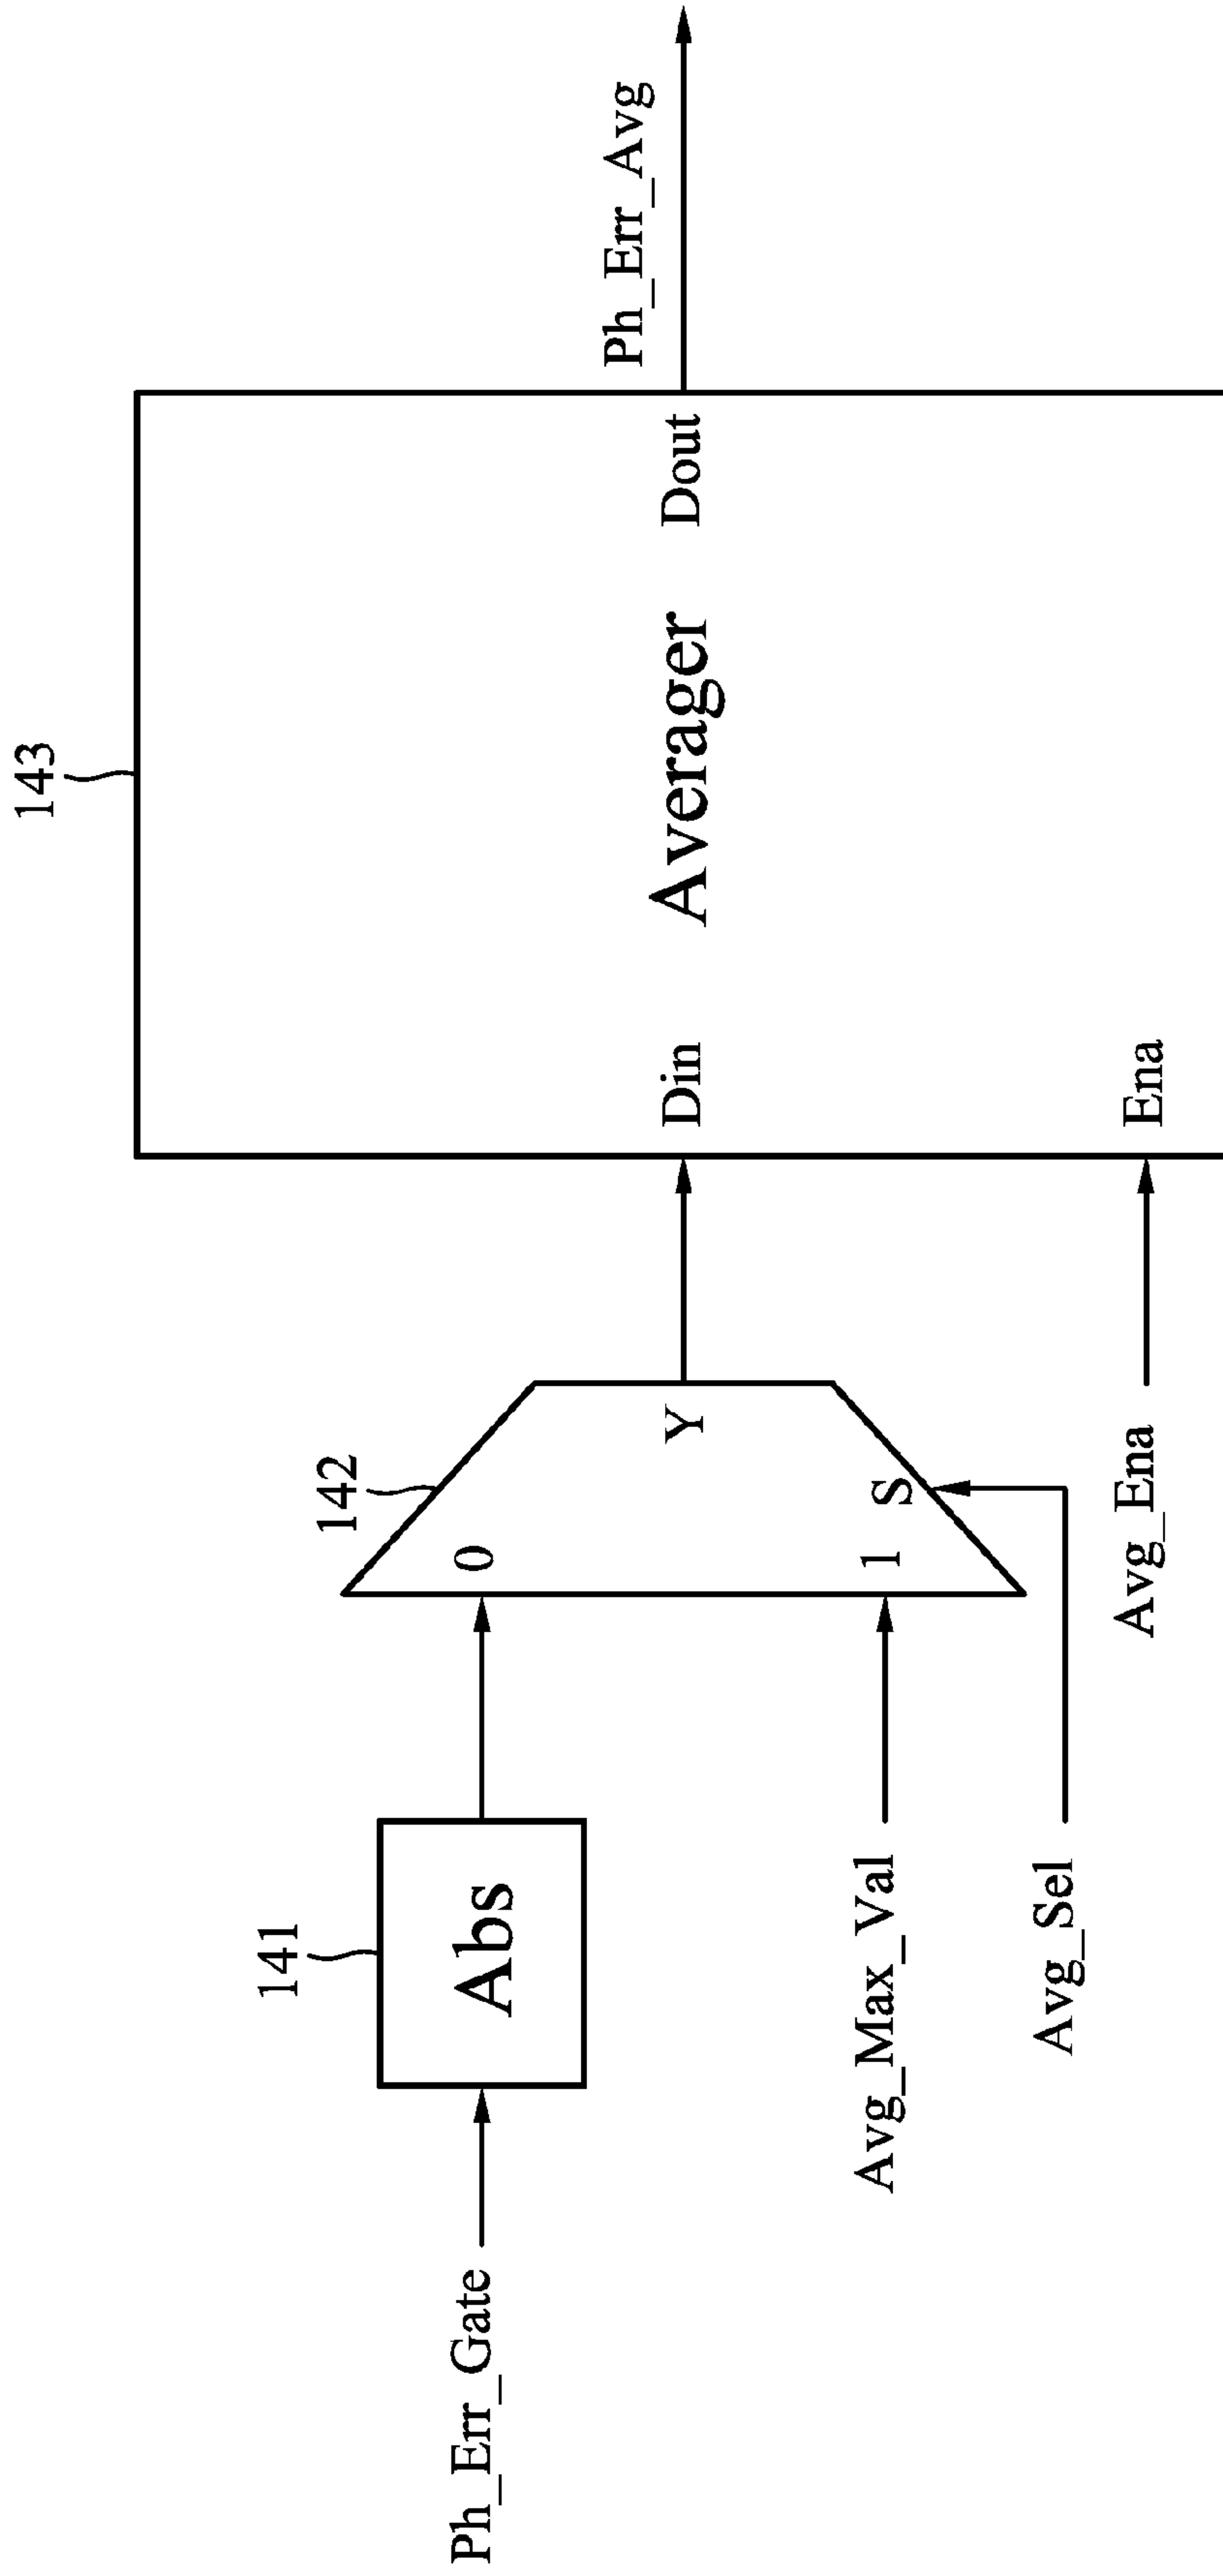 143
Ph_Err_Avg
142
141
0
Y
Din
Averager
Dout
Abs
Ph_Err_Gate
1
S
Avg_Max_Val
Avg_Sel
Avg_Ena
Ena